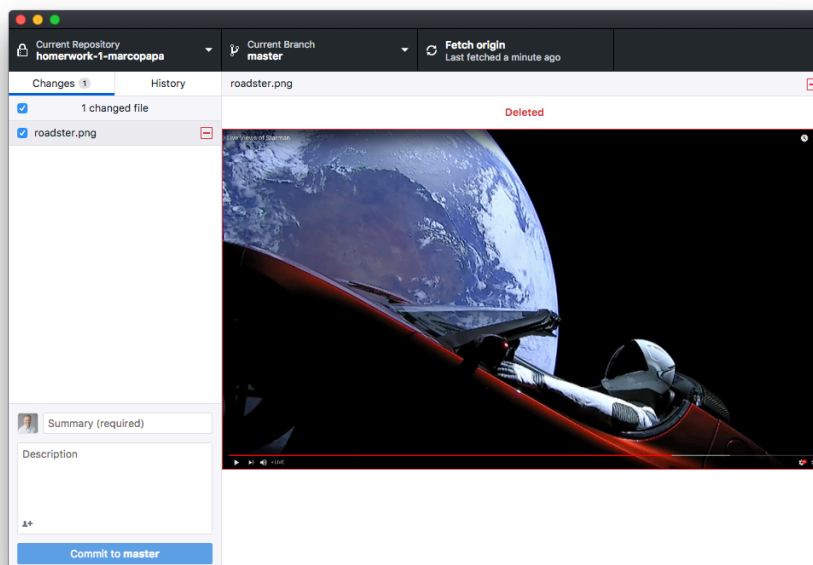 Current Repository
homerwork-1-marcopapa
Current Branch
master
Fetch origin
Last fetched a minute ago
Changes 1
History
roadster.png
1 changed file
Deleted
roadster.png
Live Views of Starman
• LIVE
Summary (required)
Description
Commit to master